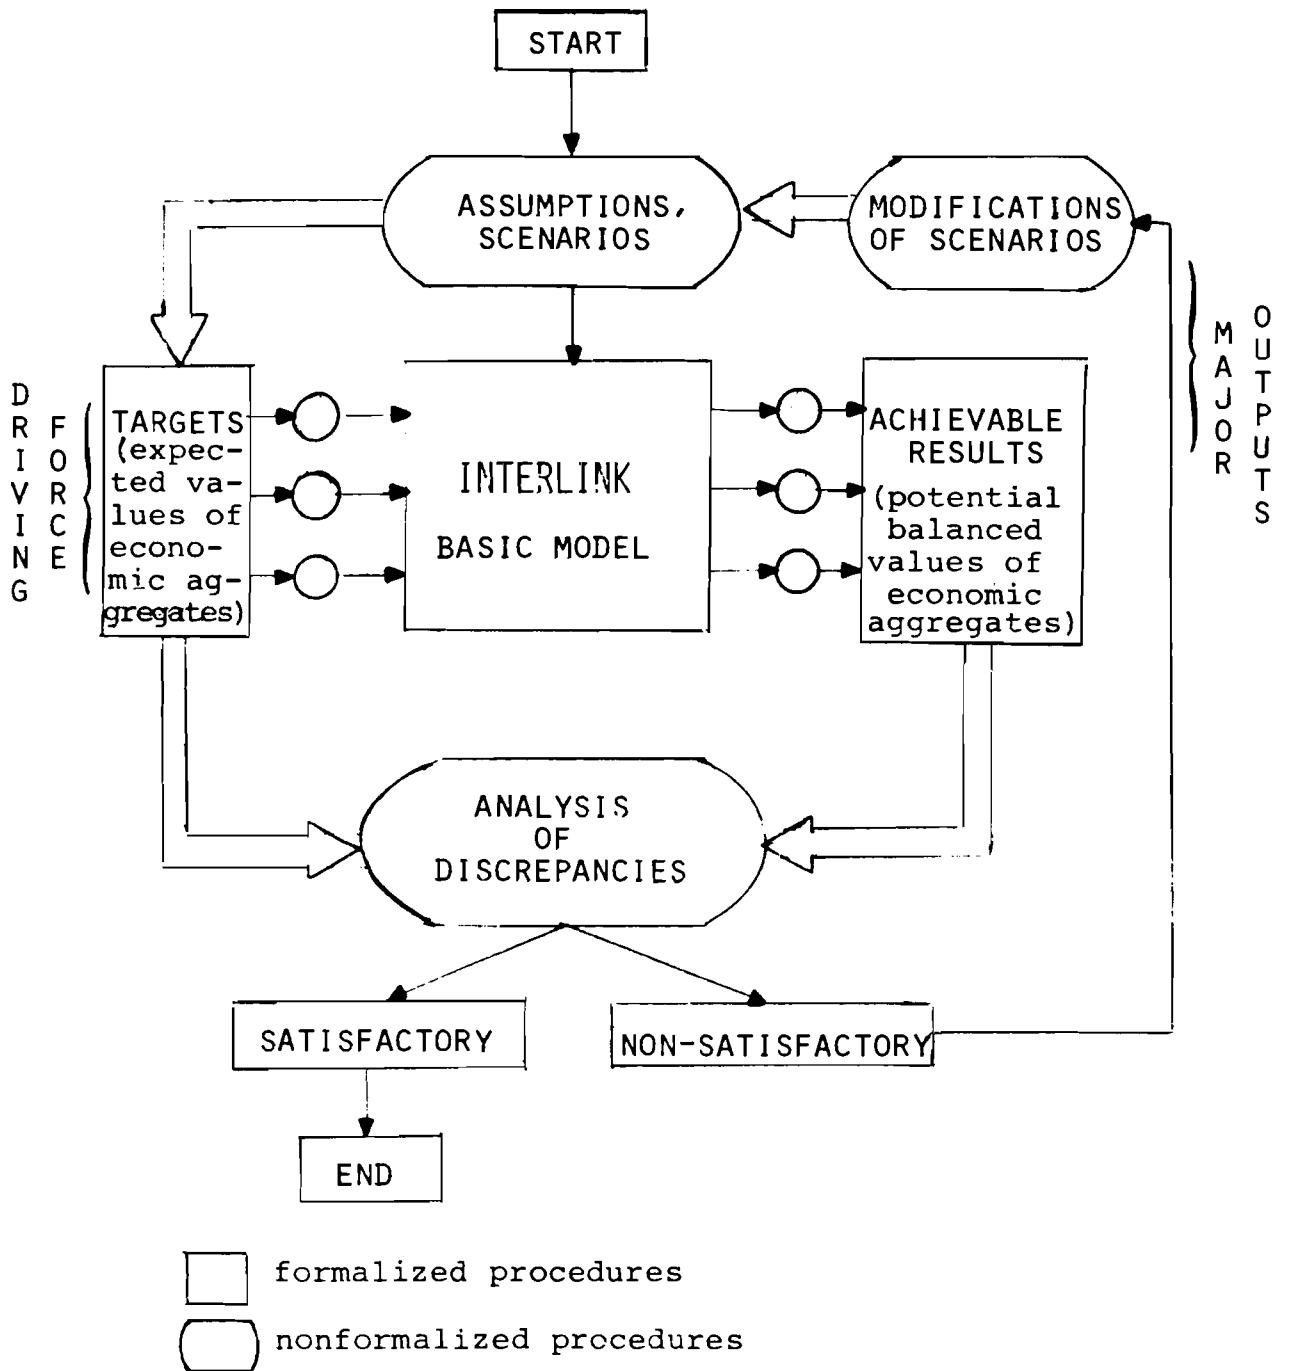 START
ASSUMPTIONS,
SCENARIOS
MODIFICATIONS
OF SCENARIOS
DRIVING
FORCE
TARGETS
(expec-
ted va-
lues of
econo-
mic ag-
gregates)
INTERLINK
BASIC MODEL
ACHIEVABLE
RESULTS
(potential
balanced
values of
economic
aggregates)
MAJOR
OUTPUTS
ANALYSIS
OF
DISCREPANCIES
SATISFACTORY
NON-SATISFACTORY
END
formalized procedures
nonformalized procedures